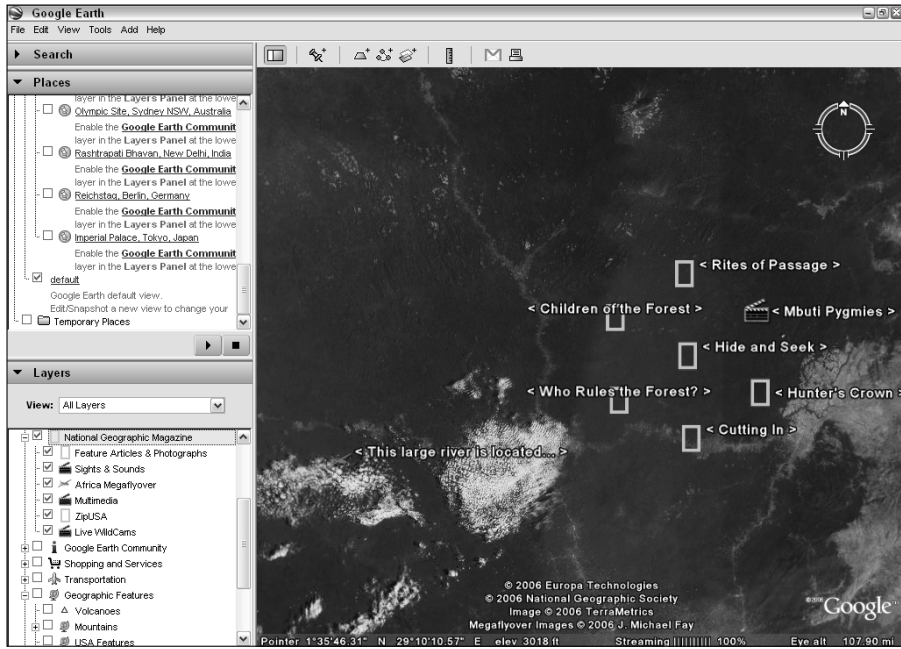 Google Earth
File Edit View Tools Add Help
Search
Places
layer in the Layers Panel at the lowe
Olympic Site, Sydney NSW, Australia
Enable the Google Earth Communit
layer in the Layers Panel at the lowe
Rashtrapati Bhavan, New Delhi, India
Enable the Google Earth Communit
layer in the Layers Panel at the lowe
Reichstag, Berlin, Germany
Enable the Google Earth Communit
layer in the Layers Panel at the lowe
Imperial Palace, Tokyo, Japan
Enable the Google Earth Communit
layer in the Layers Panel at the lowe
default
Google Earth default view.
Edit/Snapshot a new view to change your
Temporary Places
Layers
View: All Layers
National Geographic Magazine
Feature Articles & Photographs
Sights & Sounds
Africa Megaflyover
Multimedia
ZipUSA
Live WildCams
Google Earth Community
Shopping and Services
Transportation
Geographic Features
Volcanoes
Mountains
USA Features
N
< Rites of Passage >
< Children of the Forest >
< Mbuti Pygmies >
< Hide and Seek >
< Who Rules the Forest? >
< Hunter's Crown >
< Cutting In >
< This large river is located... >
© 2006 Europa Technologies
© 2006 National Geographic Society
Image © 2006 TerraMetrics
Megaflyover Images © 2006 J. Michael Fay
©2006 Google
Pointer 1°35'46.31" N 29°10'10.57" E elev 3018 ft Streaming |||||||||| 100% Eye alt 107.90 mi